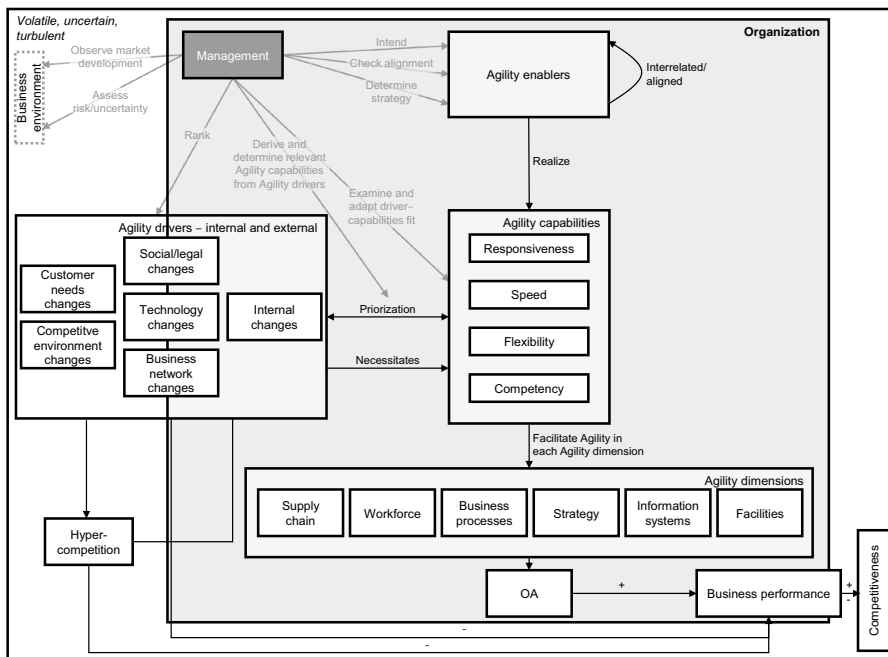 Volatile, uncertain,
turbulent
Organization
Business
environment
Observe market
development
Assess
risk/uncertainty
Management
Intend
Check alignment
Determine
strategy
Agility enablers
Interrelated/
aligned
Rank
Derive and
determine relevant
Agility capabilities
from Agility drivers
Examine and
adapt driver–
capabilities fit
Realize
Agility drivers – internal and external
Social/legal
changes
Customer
needs
changes
Technology
changes
Internal
changes
Competitve
environment
changes
Business
network
changes
Priorization
Necessitates
Agility capabilities
Responsiveness
Speed
Flexibility
Competency
Facilitate Agility in
each Agility dimension
Agility dimensions
Supply
chain
Workforce
Business
processes
Strategy
Information
systems
Facilities
Hyper-
competition
OA
+
Business performance
+
-
Competitiveness
-
-